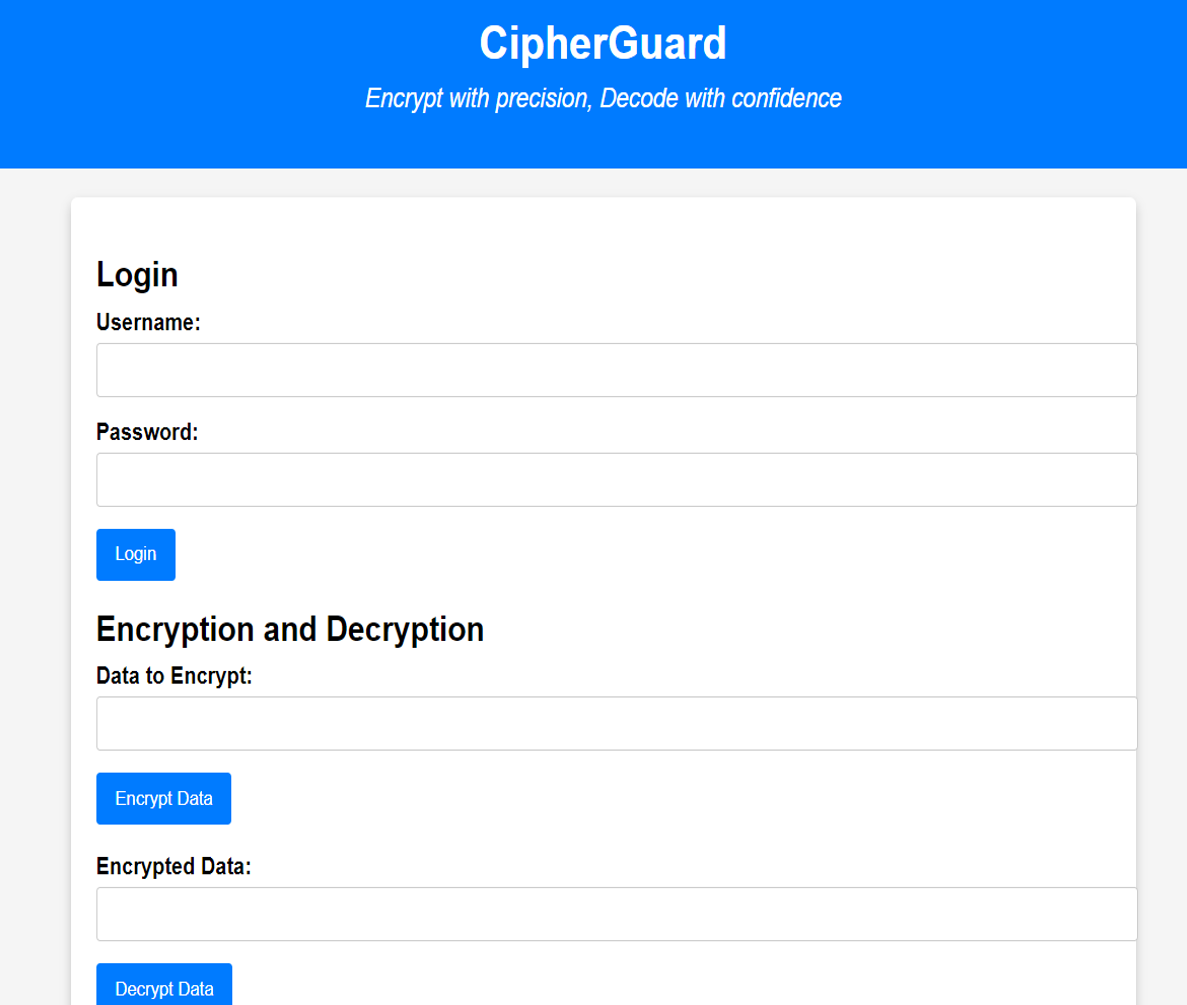 CipherGuard
Encrypt with precision, Decode with confidence
Login
Username:
Password:
Login
Encryption and Decryption
Data to Encrypt:
Encrypt Data
Encrypted Data:
Decrypt Data